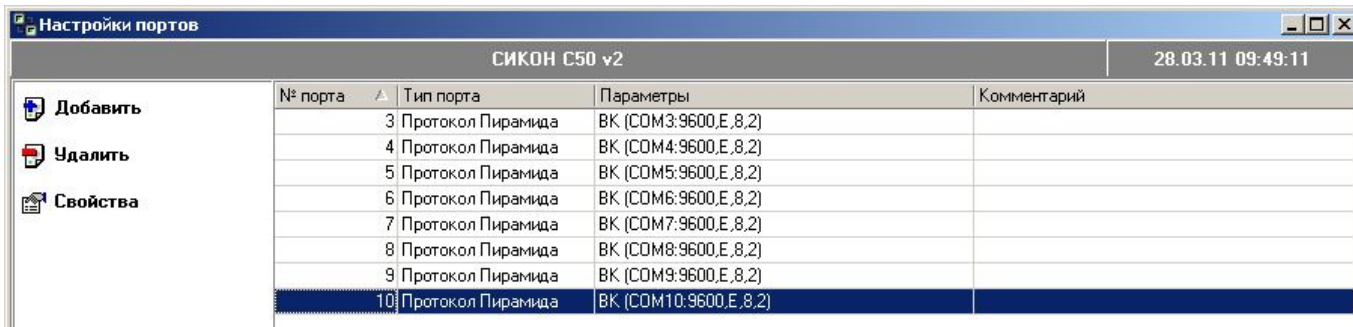 Настройки портов
СИКОН С50 v2 28.03.11 09:49:11
Добавить
Удалить
Свойства
№ порта Тип порта Параметры Комментарий
3 Протокол Пирамида ВК (COM3:9600,E,8,2)
4 Протокол Пирамида ВК (COM4:9600,E,8,2)
5 Протокол Пирамида ВК (COM5:9600,E,8,2)
6 Протокол Пирамида ВК (COM6:9600,E,8,2)
7 Протокол Пирамида ВК (COM7:9600,E,8,2)
8 Протокол Пирамида ВК (COM8:9600,E,8,2)
9 Протокол Пирамида ВК (COM9:9600,E,8,2)
10 Протокол Пирамида ВК (COM10:9600,E,8,2)